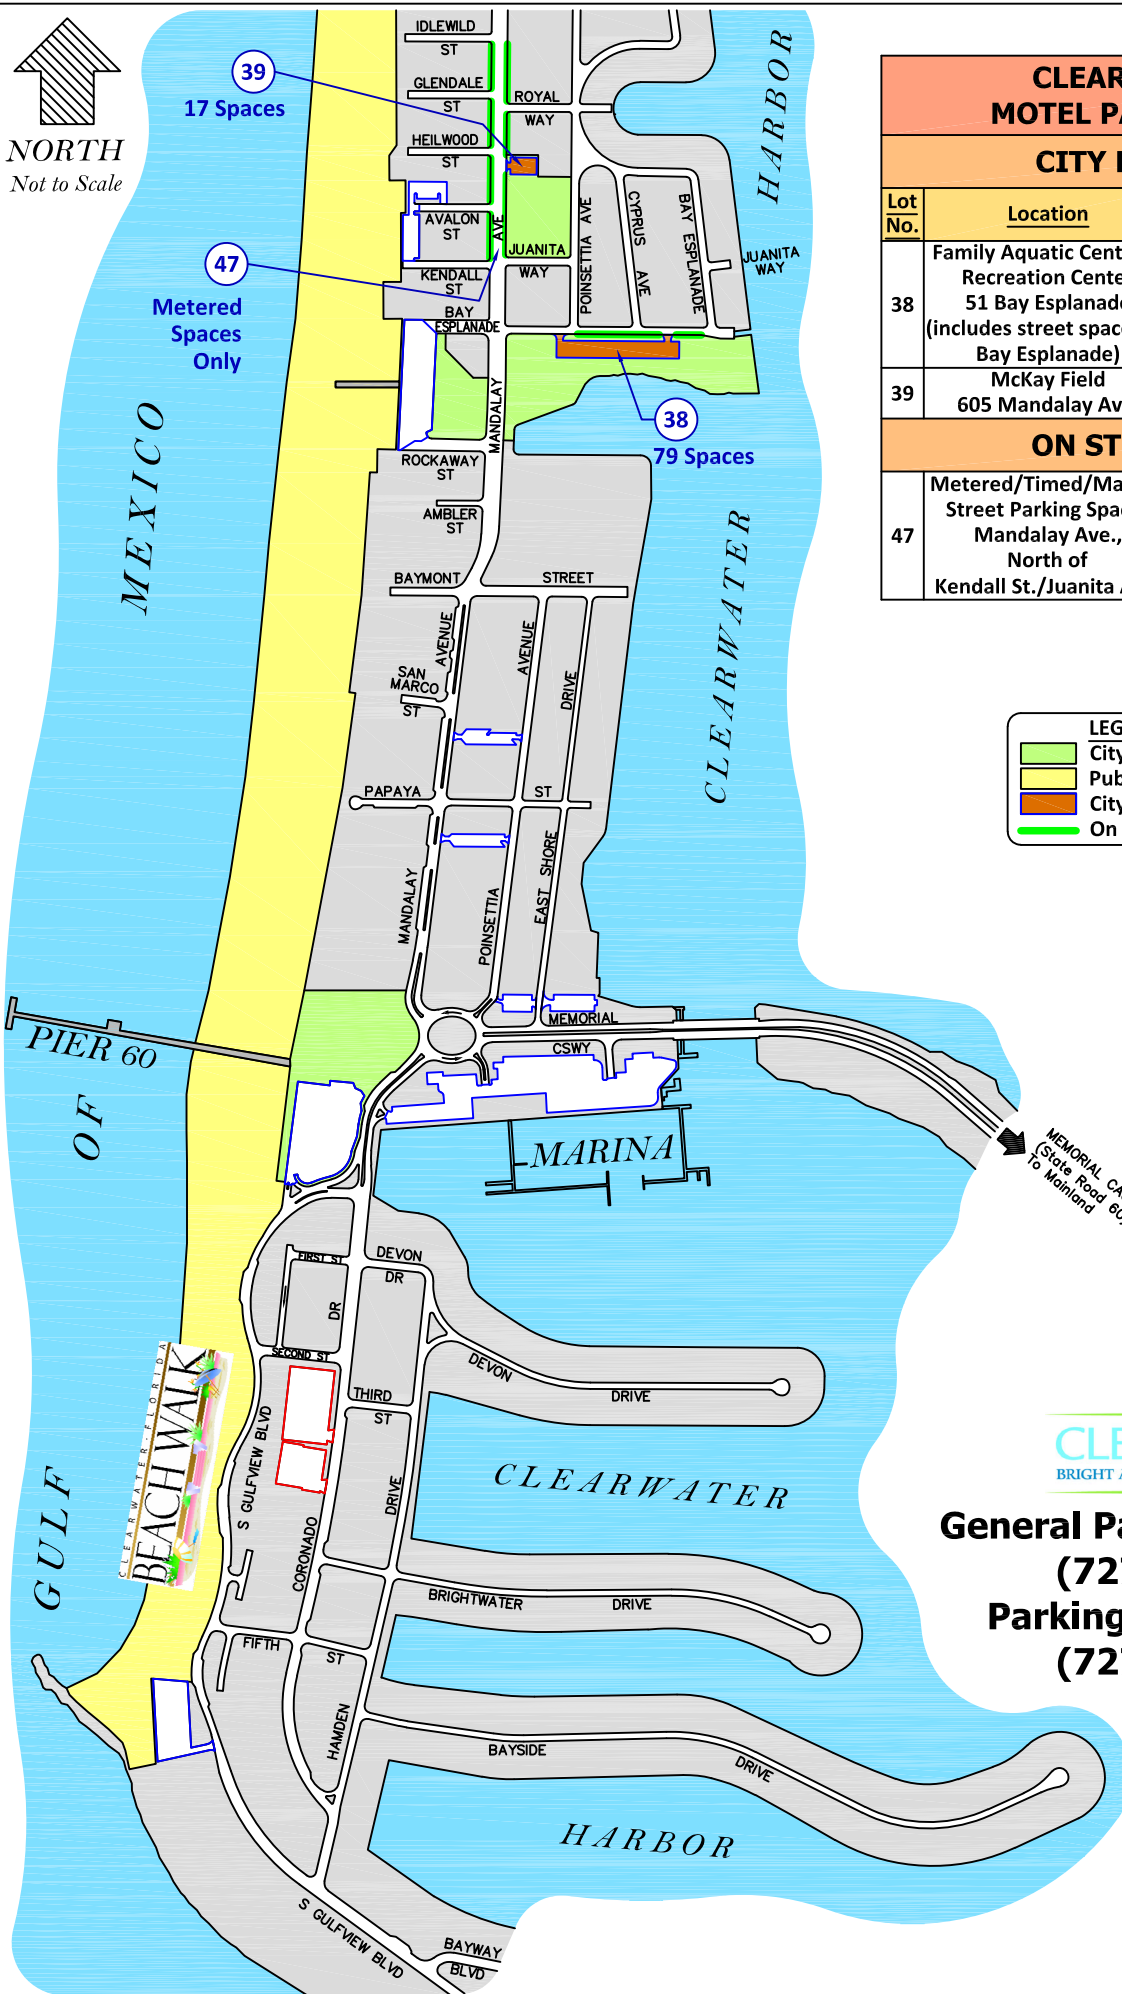 NORTH
Not to Scale
39
17 Spaces
47
Metered
Spaces
Only
38
79 Spaces
IDLEWILD
ST
GLENDALE
ST
ROYAL
WAY
HEILWOOD
ST
AVALON
ST
AVE
JUANITA
WAY
KENDALL
ST
BAY
ESPLANADE
POINSETTIA AVE
CYPRUS AVE
BAY ESPLANADE
JUANITA
WAY
HARBOR
MANDALAY
ROCKAWAY
ST
AMBLER
ST
BAYMONT STREET
AVENUE
AVENUE
DRIVE
SAN
MARCO
ST
PAPAYA ST
MANDALAY
POINSETTIA
EAST SHORE
MEXICO
CLEARWATER
PIER 60
OF
MEMORIAL
CSWY
MARINA
MEMORIAL CA
(State Road 60
To Mainland
FIRST ST
DEVON
DR
DR
SECOND ST
THIRD
ST
DEVON DRIVE
CLEARWATER-FLORIDA
BEACH WALK
S GULFVIEW BLVD
CORONADO
DRIVE
CLEARWATER
GULF
BRIGHTWATER DRIVE
FIFTH
ST
HAMDEN
BAYSIDE DRIVE
HARBOR
S GULFVIEW BLVD
BAYWAY
BLVD
CLEAR
MOTEL PA
CITY
Lot
No.
Location
38
Family Aquatic Cent
Recreation Cente
51 Bay Esplanade
(includes street space
Bay Esplanade)
39
McKay Field
605 Mandalay Av
ON ST
47
Metered/Timed/Ma
Street Parking Spa
Mandalay Ave.,
North of
Kendall St./Juanita
LEG
City
Pub
City
On
CLE
BRIGHT
General Pa
(727
Parking
(727